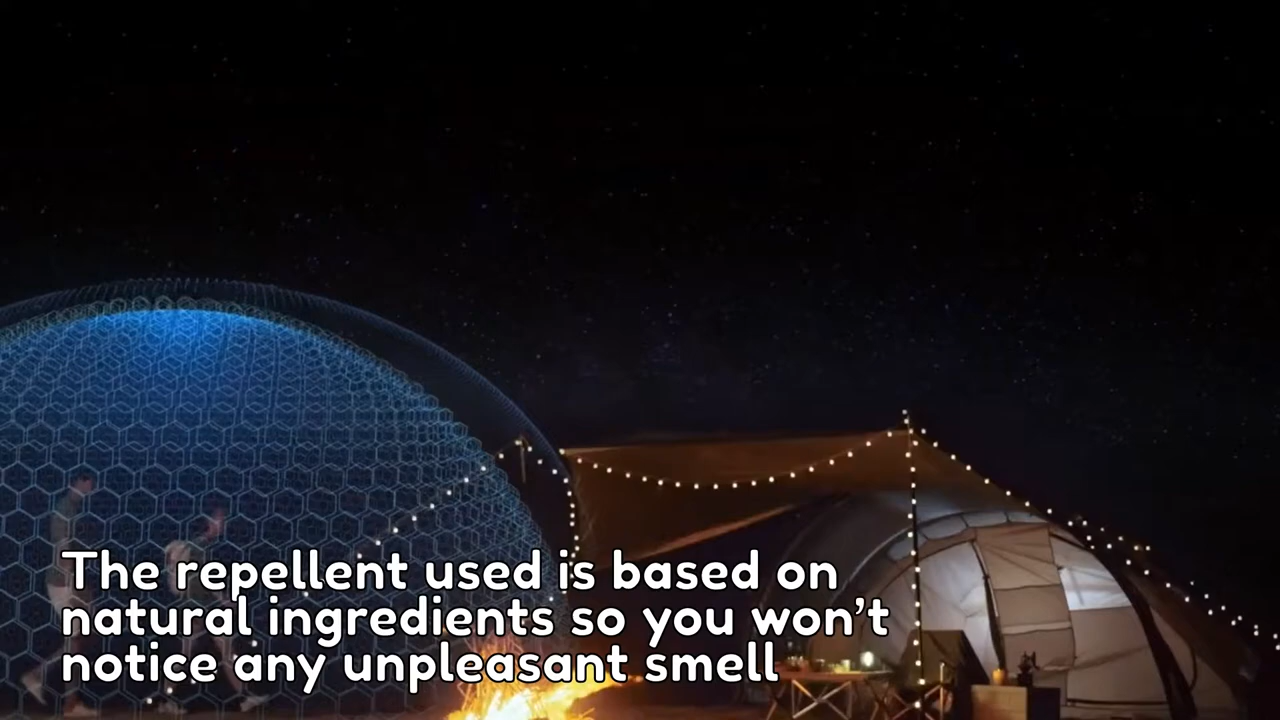 The repellent used is based on
natural ingredients so you won’t
notice any unpleasant smell